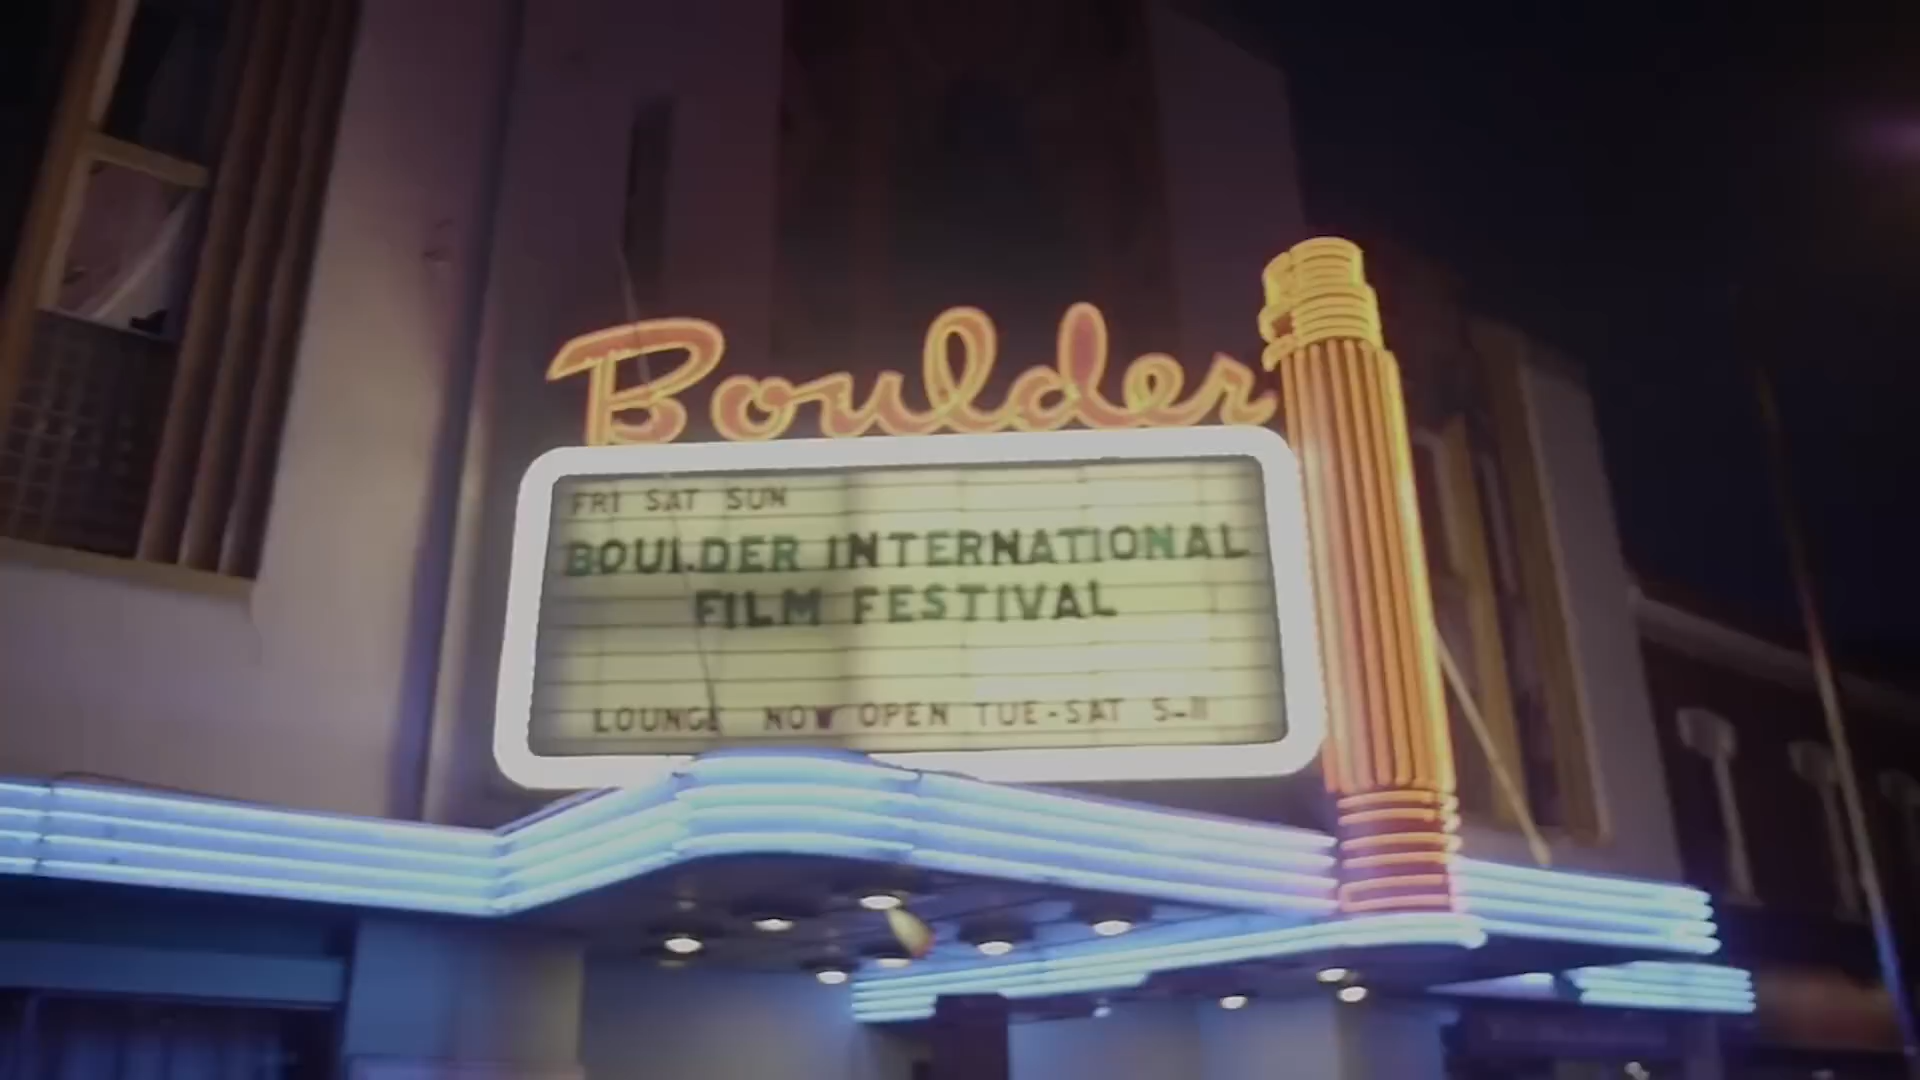 Boulder
FRI SAT SUN
BOULDER INTERNATIONAL
FILM FESTIVAL
LOUNGE NOW OPEN TUE-SAT 5-11